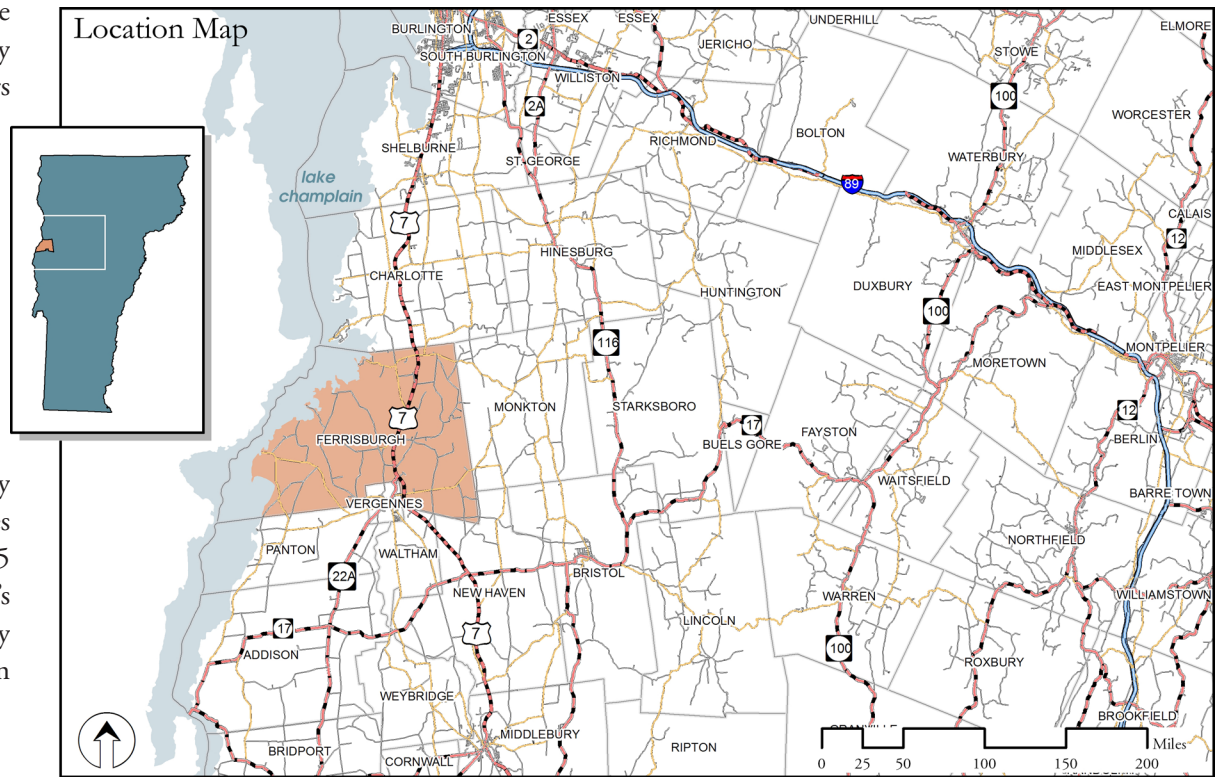 Location Map
e
y
rs
y
es
5
's
y
n
BURLINGTON
ESSEX
ESSEX
UNDERHILL
ELMORE
2
JERICHO
STOWE
SOUTH BURLINGTON
WILLISTON
100
2A
WORCESTER
BOLTON
RICHMOND
SHELBURNE
ST. GEORGE
WATERBURY
lake
champlain
89
7
CALAIS
12
HINESBURG
MIDDLESEX
CHARLOTTE
HUNTINGTON
DUXBURY
EAST MONTPELIER
100
116
MONTPELIER
MORETOWN
7
MONKTON
STARKSBORO
12
17
FERRISBURGH
BUELS GORE
FAYSTON
BERLIN
WAITSFIELD
VERGENNES
BARRE TOWN
PANTON
WALTHAM
NORTHFIELD
22A
BRISTOL
NEW HAVEN
WARREN
WILLIAMSTOWN
17
7
LINCOLN
ADDISON
100
ROXBURY
WEYBRIDGE
BROOKFIELD
GRANVILLE
MIDDLEBURY
BRIDPORT
RIPTON
CORNWALL
Miles
0 25 50 100 150 200